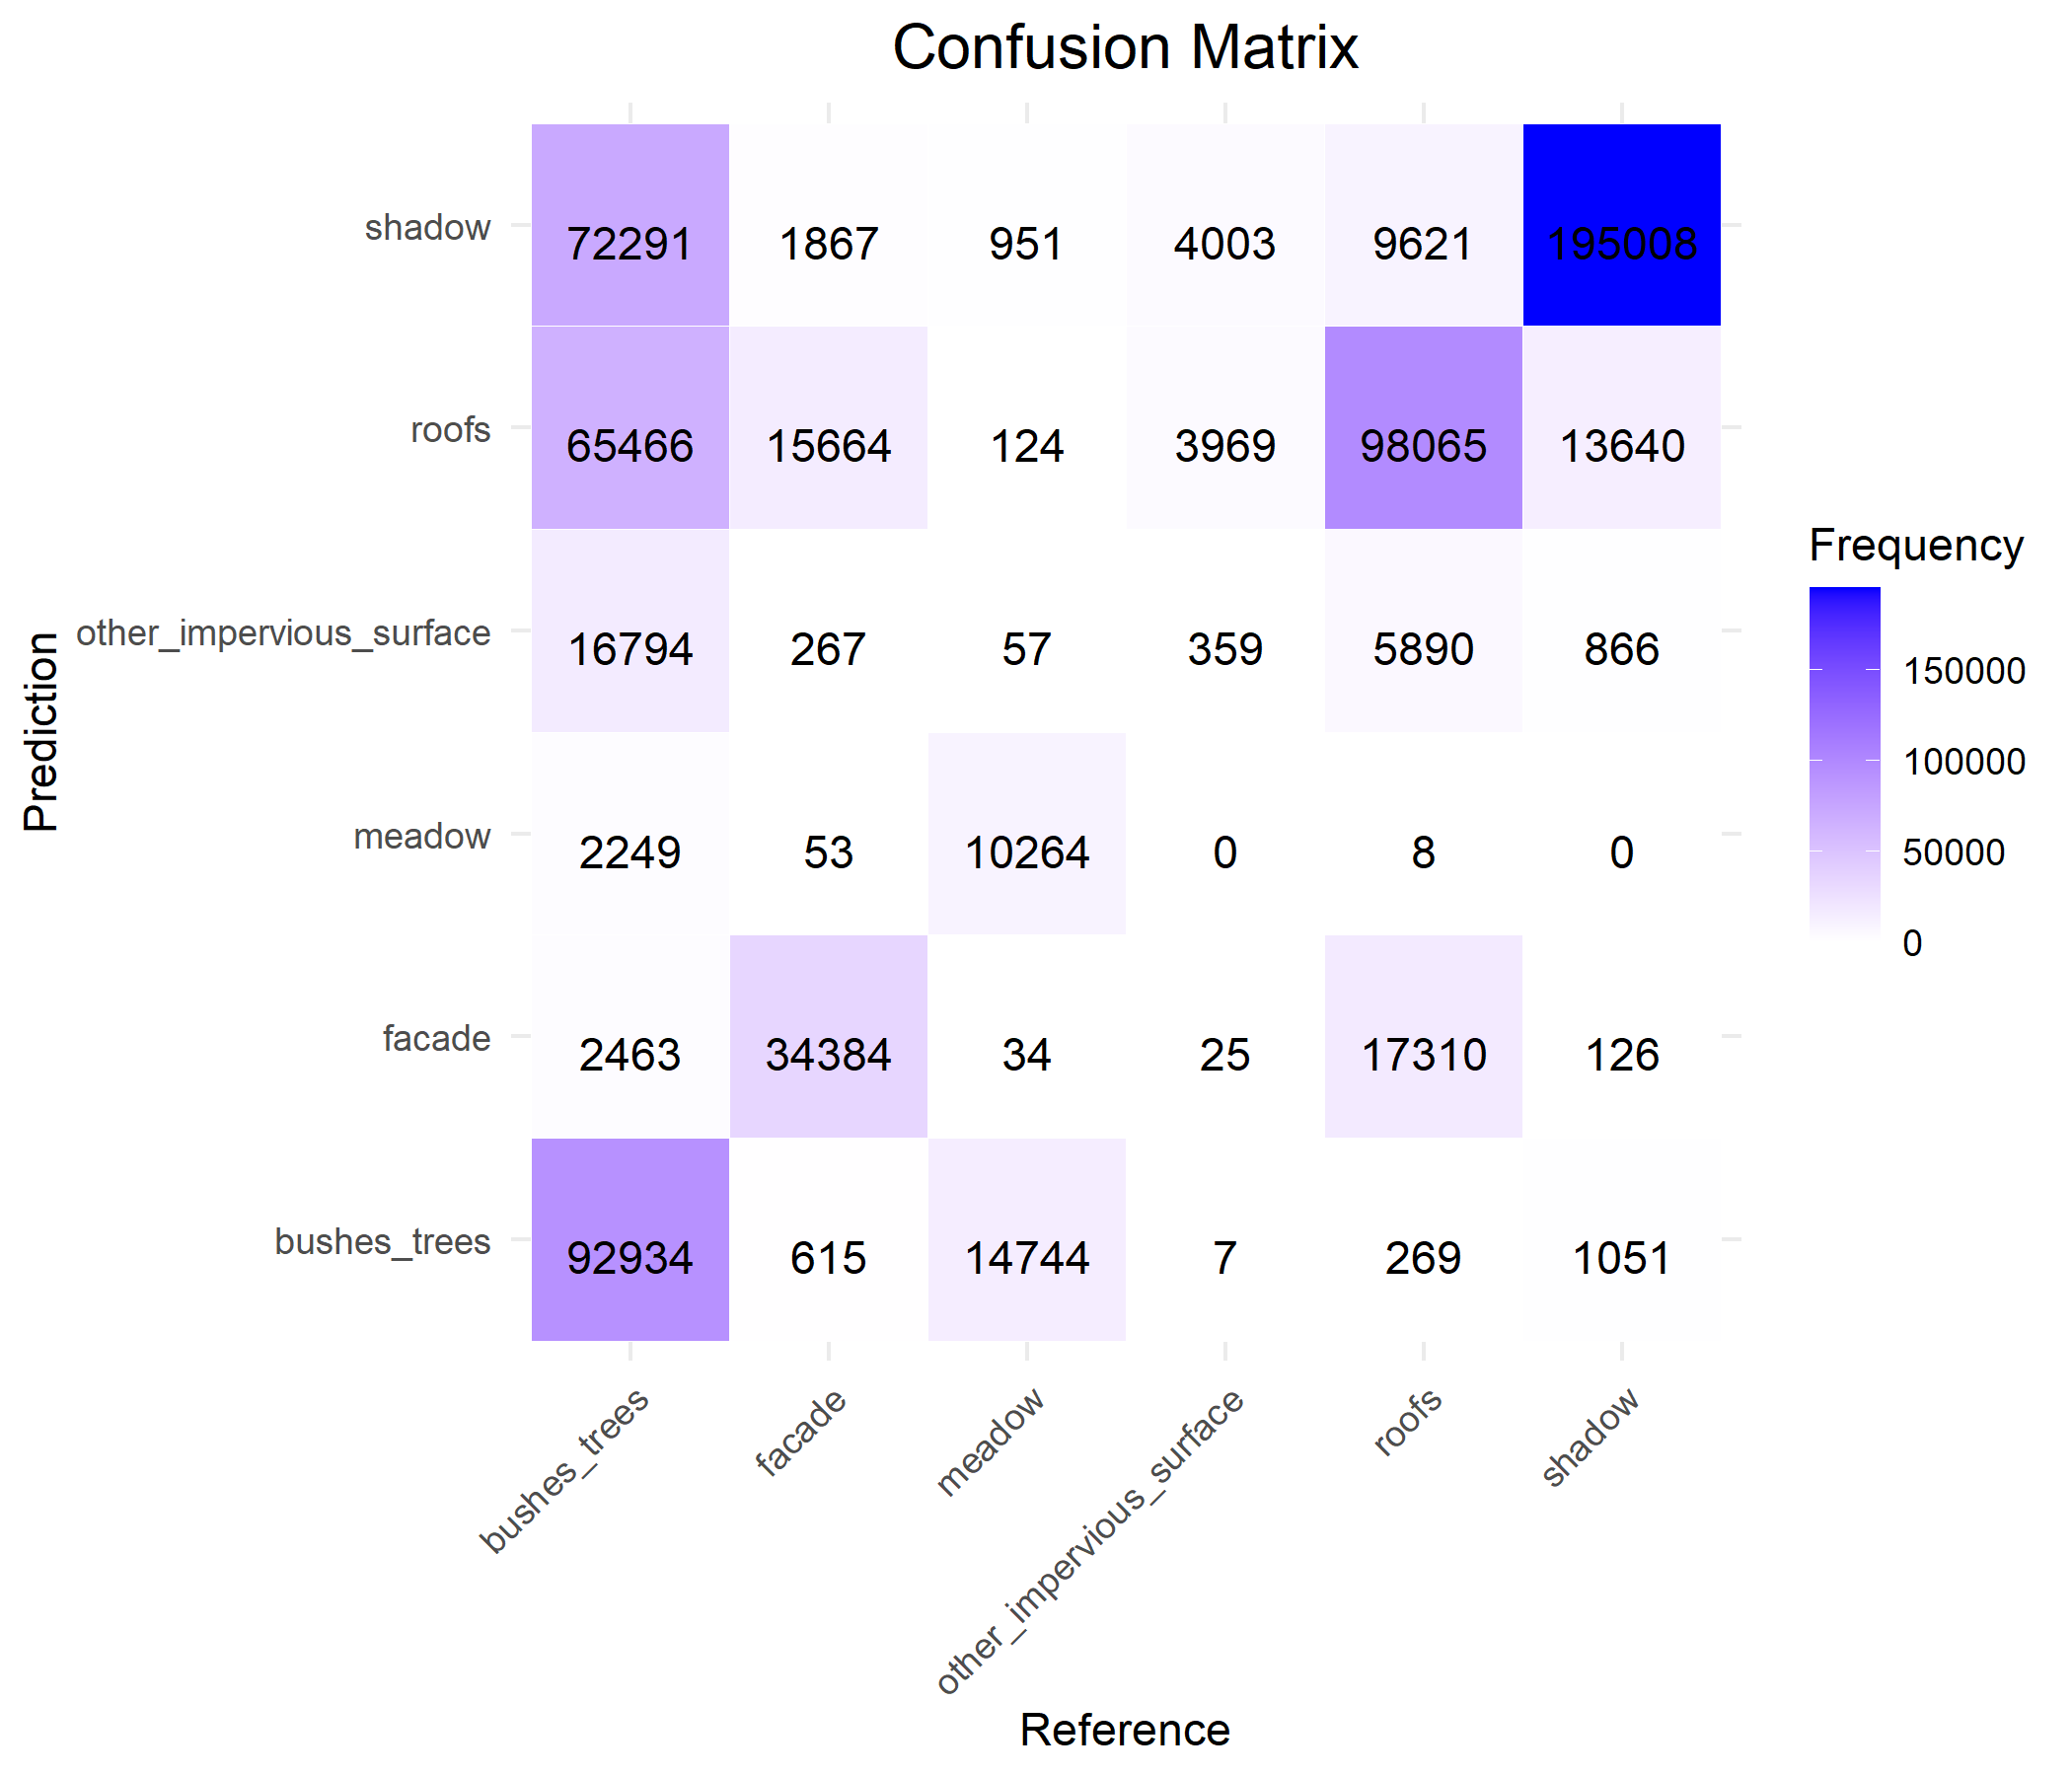 Confusion Matrix
shadow 72291 1867 951 4003 9621 195008
roofs 65466 15664 124 3969 98065 13640
other_impervious_surface 16794 267 57 359 5890 866
meadow 2249 53 10264 0 8 0
facade 2463 34384 34 25 17310 126
bushes_trees 92934 615 14744 7 269 1051
bushes_trees facade meadow other_impervious_surface roofs shadow
Reference
Prediction
Frequency
150000
100000
50000
0